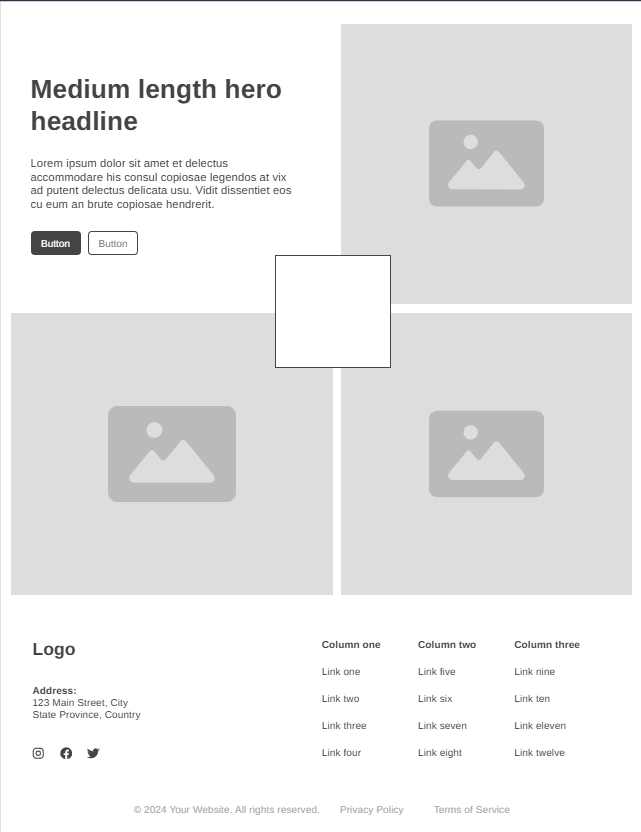 Medium length hero
headline
Lorem ipsum dolor sit amet et delectus
accommodare his consul copiosae legendos at vix
ad putent delectus delicata usu. Vidit dissentiet eos
cu eum an brute copiosae hendrerit.
Button
Button
Logo
Address:
123 Main Street, City
State Province, Country
Column one
Link one
Link two
Link three
Link four
Column two
Link five
Link six
Link seven
Link eight
Column three
Link nine
Link ten
Link eleven
Link twelve
© 2024 Your Website. All rights reserved.
Privacy Policy
Terms of Service